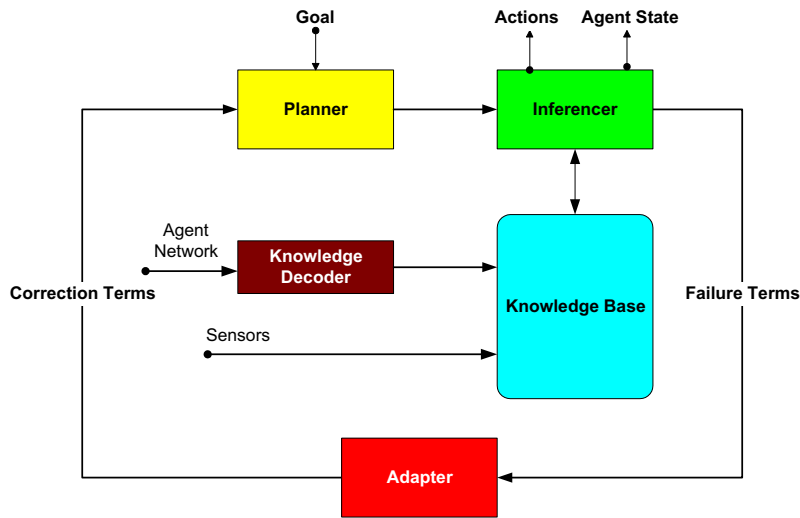 Goal
Actions
Agent State
Planner
Inferencer
Agent
Network
Knowledge
Decoder
Correction Terms
Knowledge Base
Failure Terms
Sensors
Adapter